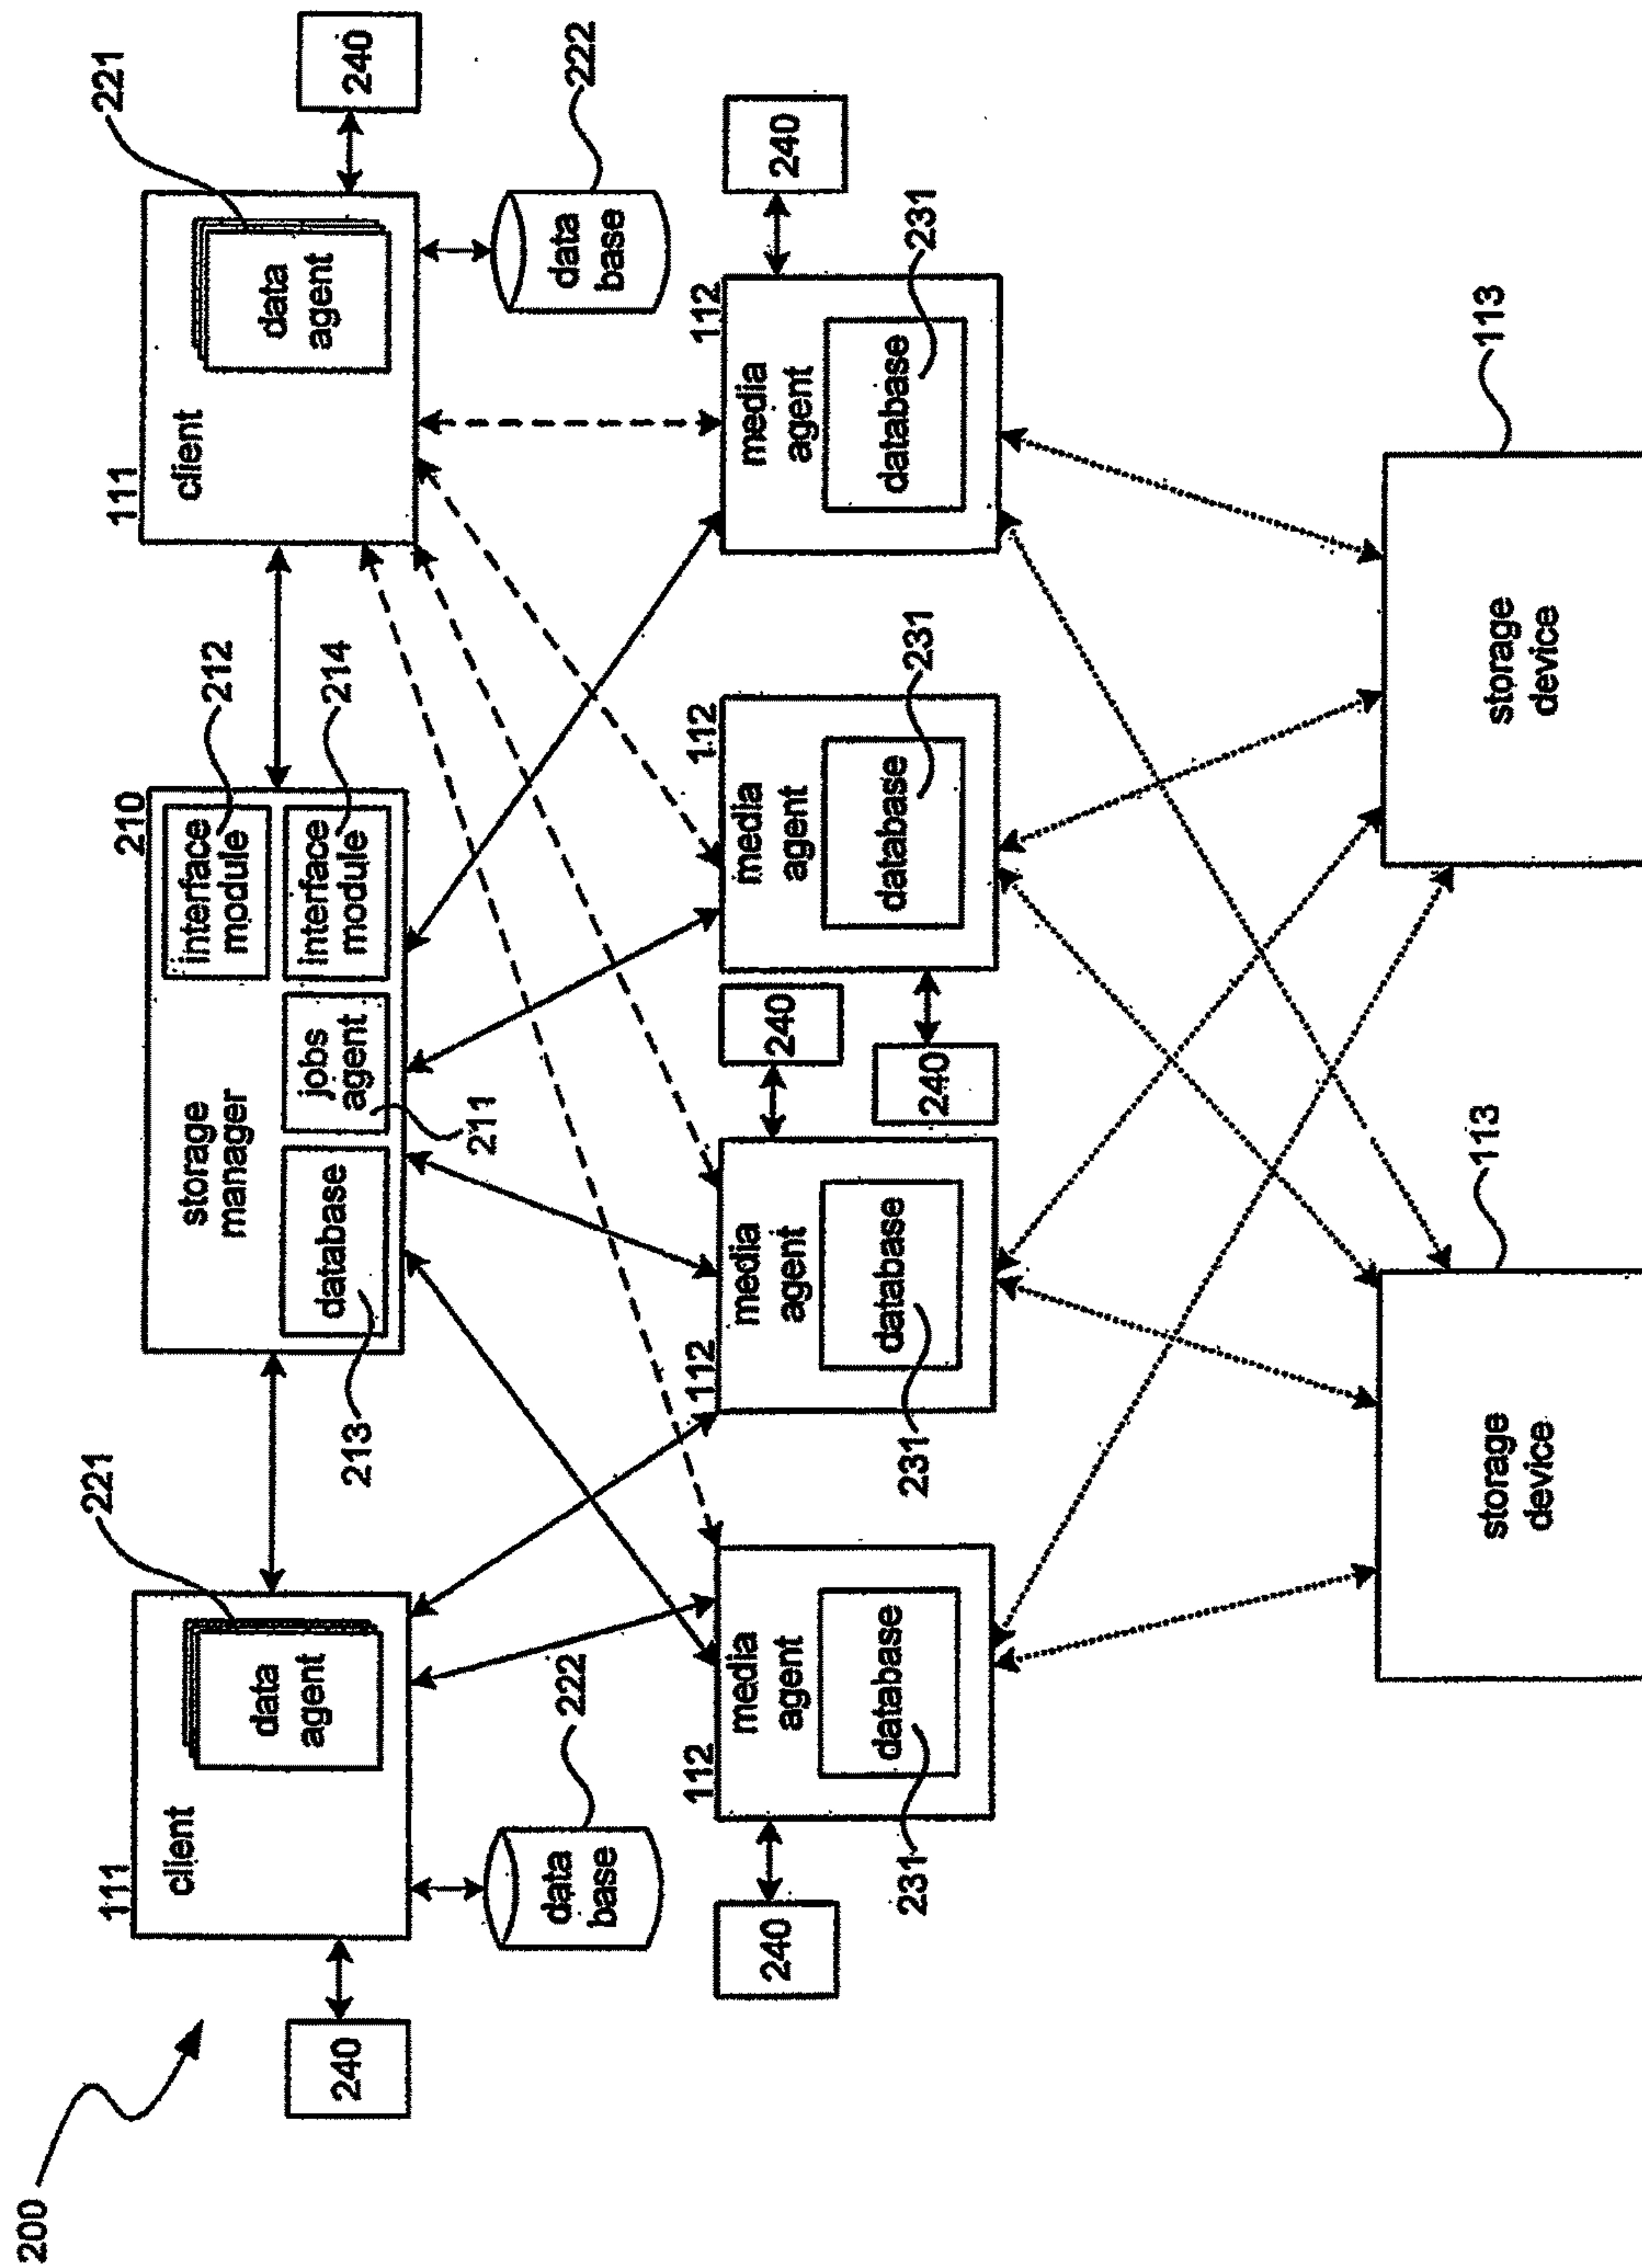 200
111
client
data
agent
221
240
data
base
222
210
storage
manager
database
213
jobs
agent
211
interface
module
212
interface
module
214
111
client
data
agent
221
240
data
base
222
112
media
agent
database
231
240
112
media
agent
database
231
240
112
media
agent
database
231
240
112
media
agent
database
231
240
storage
device
113
storage
device
113